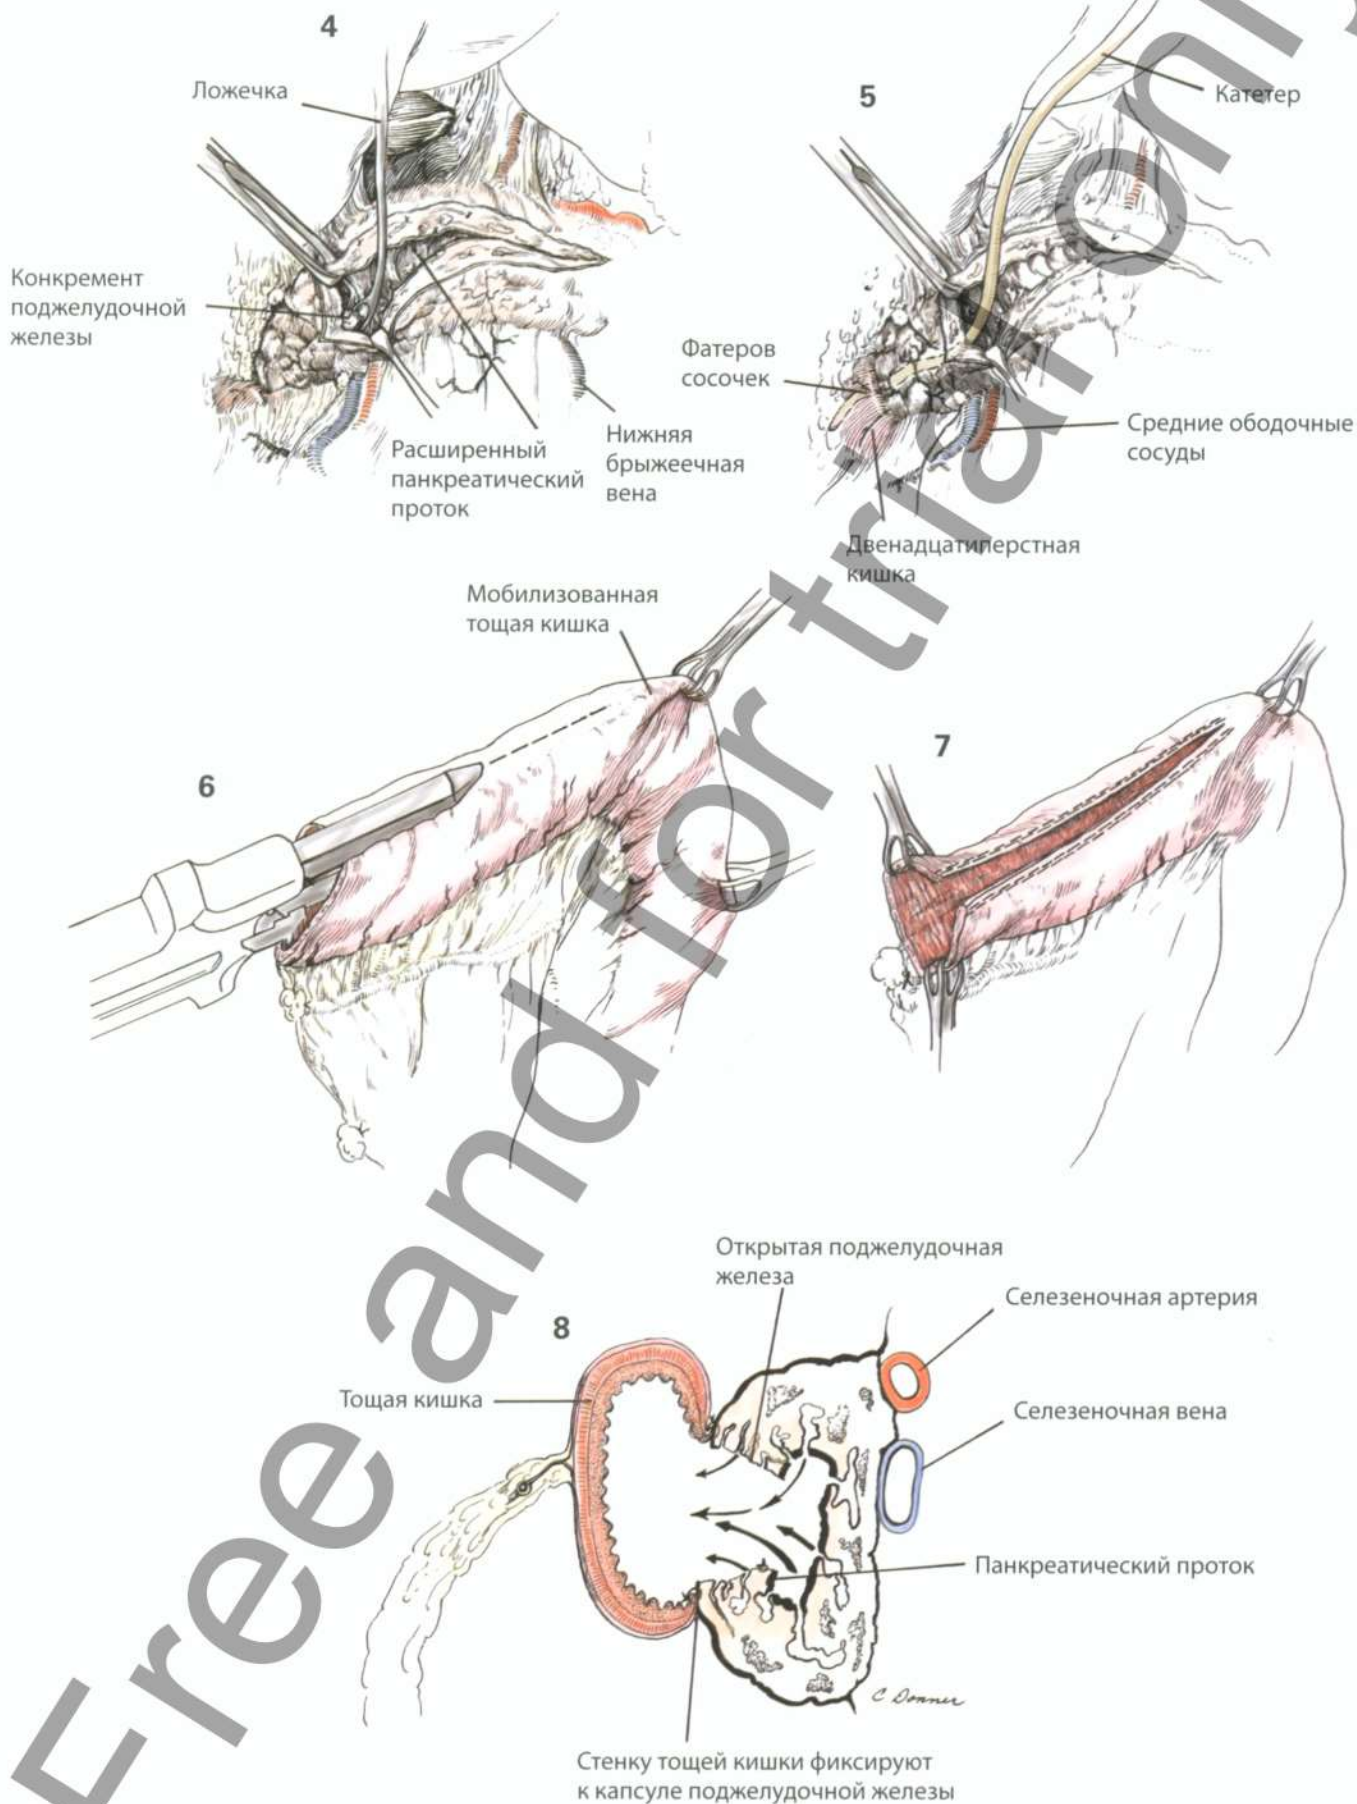 4
Ложечка
Конкремент
поджелудочной
железы
Расширенный
панкреатический
проток
Нижняя
брыжеечная
вена
5
Катетер
Фатеров
сосочек
Средние ободочные
сосуды
Двенадцатиперстная
кишка
Мобилизованная
тощая кишка
6
7
8
Открытая поджелудочная
железа
Селезеночная артерия
Тощая кишка
Селезеночная вена
Панкреатический проток
C Donner
Стенку тощей кишки фиксируют
к капсуле поджелудочной железы
Free and for trial only